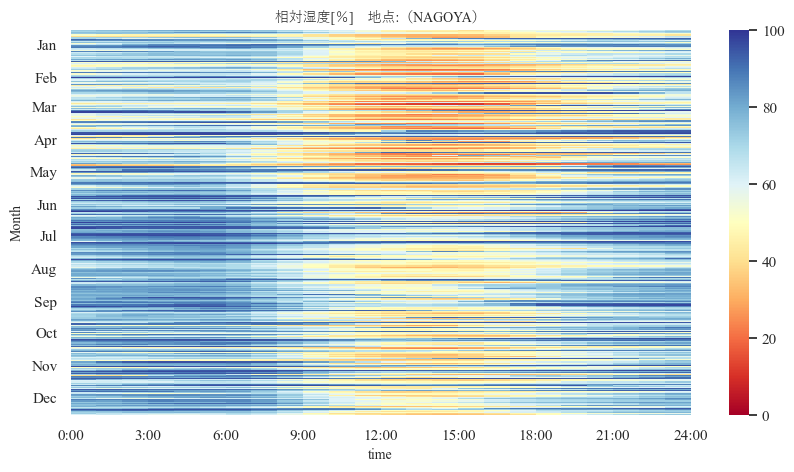 相対湿度[%]　地点:（NAGOYA）
Month
Jan
Feb
Mar
Apr
May
Jun
Jul
Aug
Sep
Oct
Nov
Dec
0:00 3:00 6:00 9:00 12:00 15:00 18:00 21:00 24:00
time
100
80
60
40
20
0